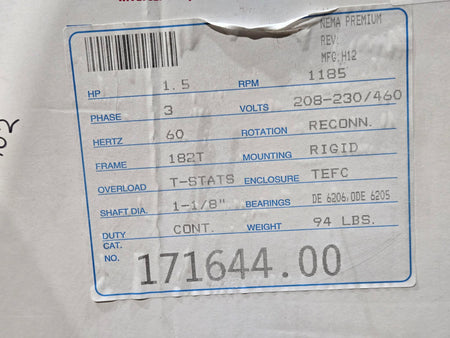 NEMA PREMIUM
REV.
MFG.H12
HP 1.5 RPM 1185
PHASE 3 VOLTS 208-230/460
HERTZ 60 ROTATION RECONN.
FRAME 182T MOUNTING RIGID
OVERLOAD T-STATS ENCLOSURE TEFC
SHAFT DIA. 1-1/8" BEARINGS DE 6206,ODE 6205
DUTY CONT. WEIGHT 94 LBS.
CAT.
NO. 171644.00